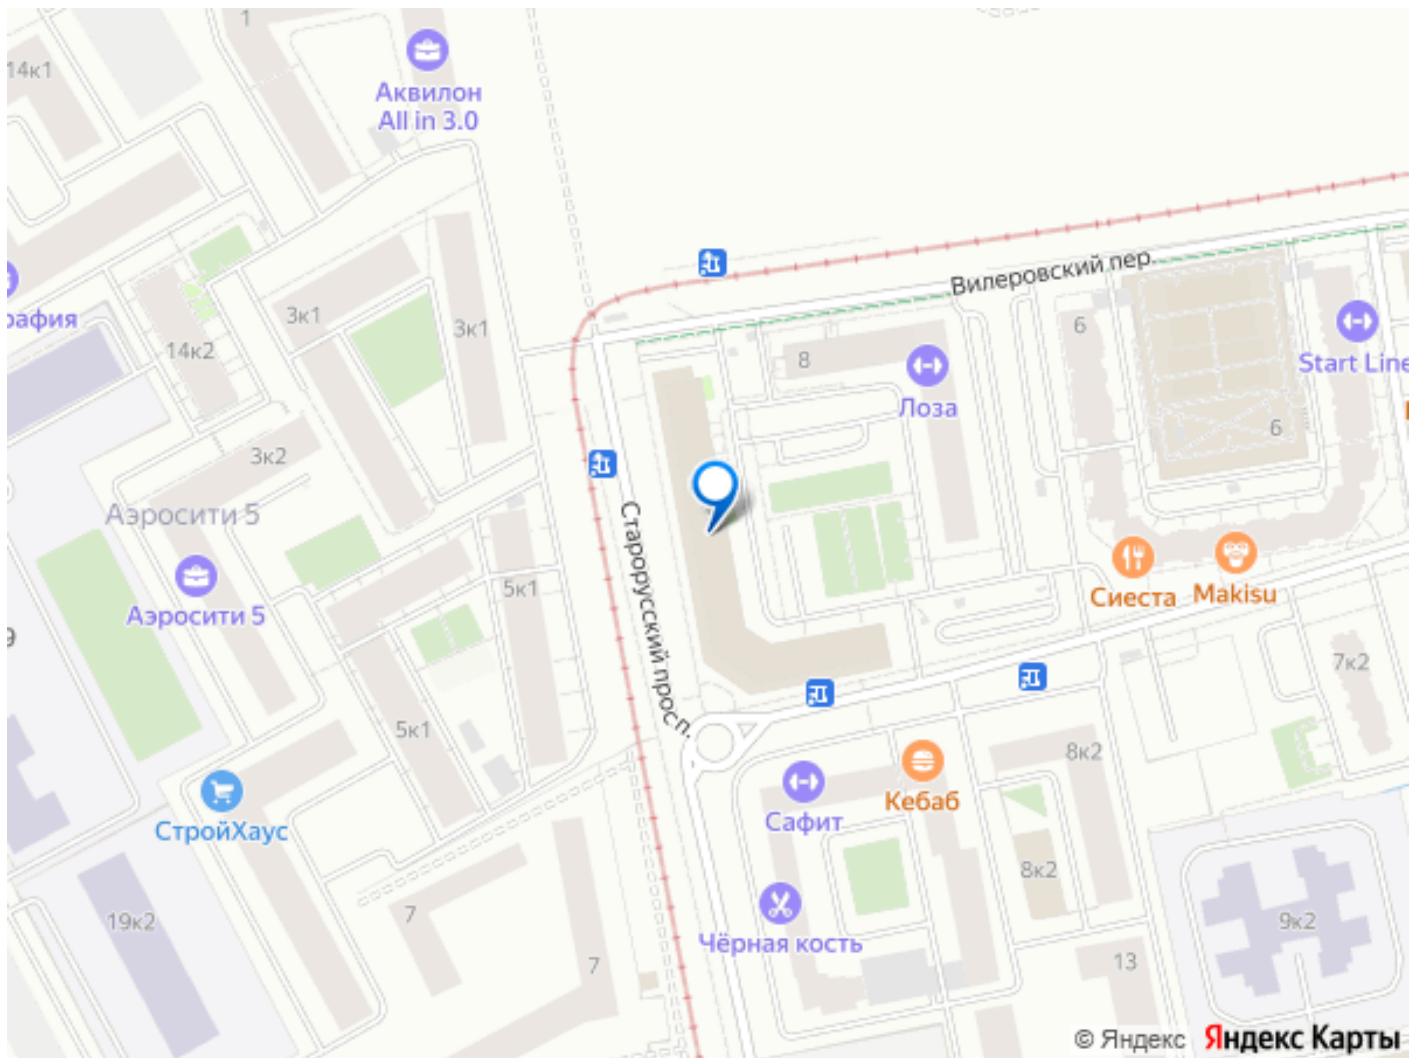 1
14к1
Аквилон
All in 3.0
Вилеровский пер.
рафия
3к1
3к1
14к2
8
6
Start Line
Лоза
6
3к2
Аэросити 5
Старорусский просп.
Аэросити 5
5к1
Сиеста
Makisu
9
7к2
5к1
8к2
СтройХаус
Кебаб
Сафит
8к2
7
19к2
9к2
Чёрная кость
7
13
© Яндекс Яндекс Карты